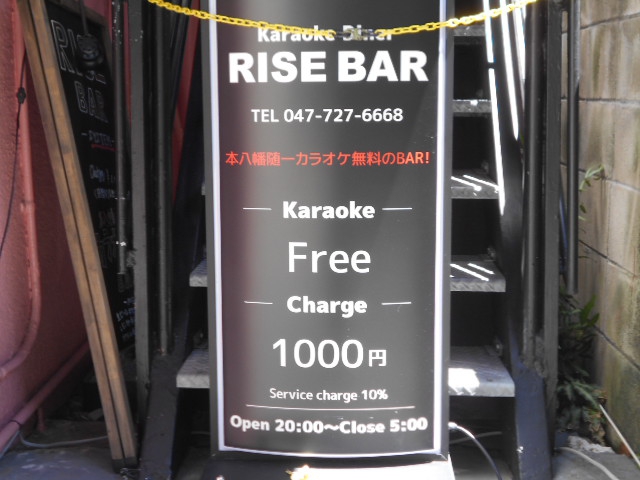 Karaoke Diner
RISE BAR
TEL 047-727-6668
本八幡随一カラオケ無料のBAR!
Karaoke
Free
Charge
1000円
Service charge 10%
Open 20:00～Close 5:00
RISE
BAR